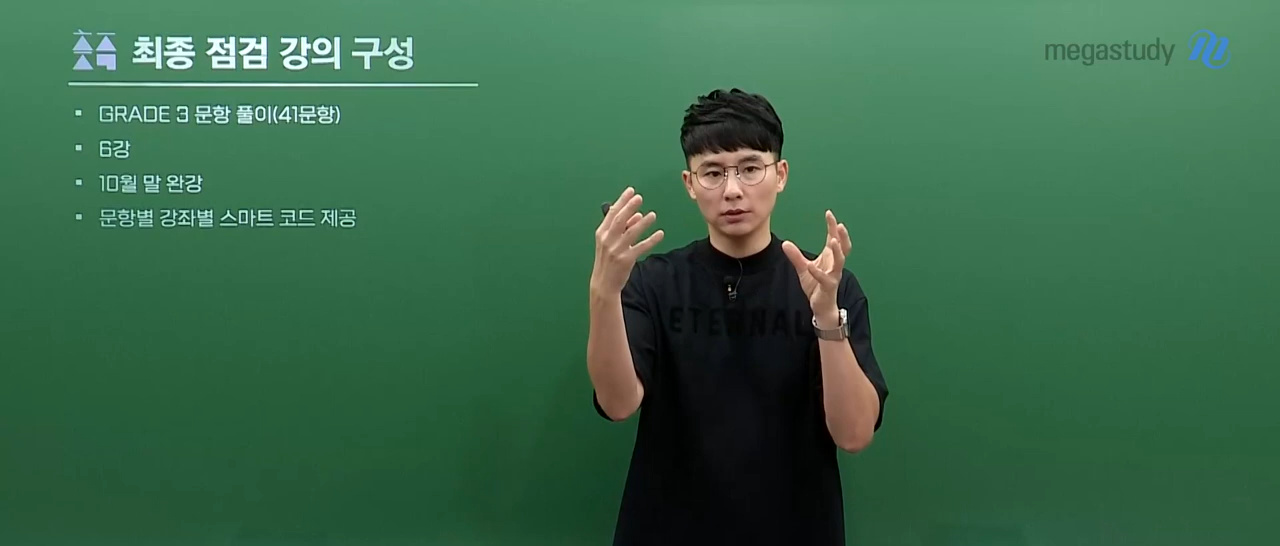 최종 점검 강의 구성
megastudy
GRADE 3 문항 풀이(41문항)
6강
10월 말 완강
문항별 강좌별 스마트 코드 제공
ETERNAL